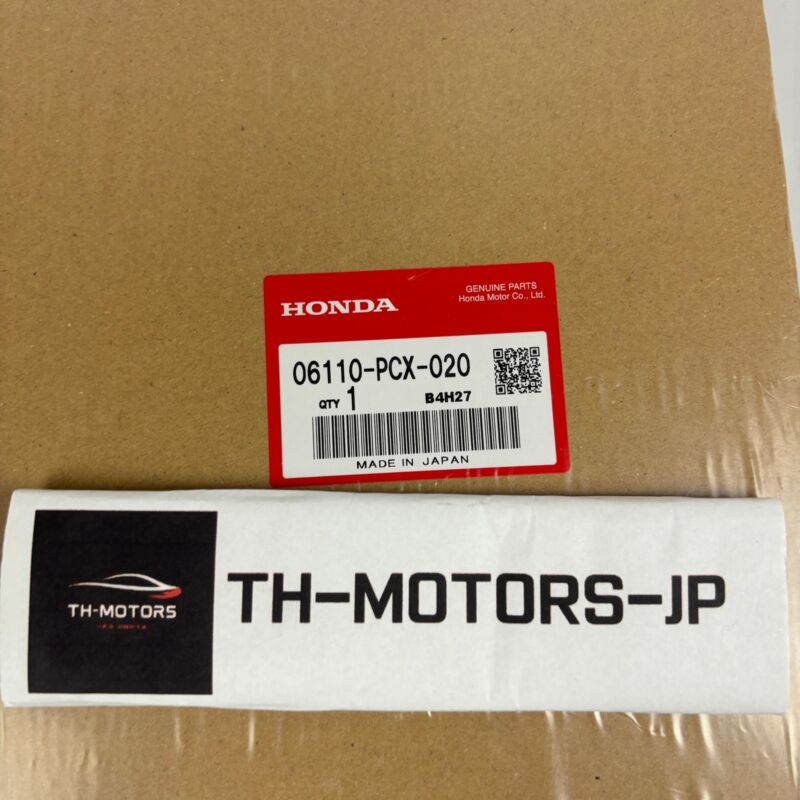 HONDA
GENUINE PARTS
Honda Motor Co., Ltd.
06110-PCX-020
QTY 1 B4H27
MADE IN JAPAN
TH-MOTORS
TH-MOTORS-JP